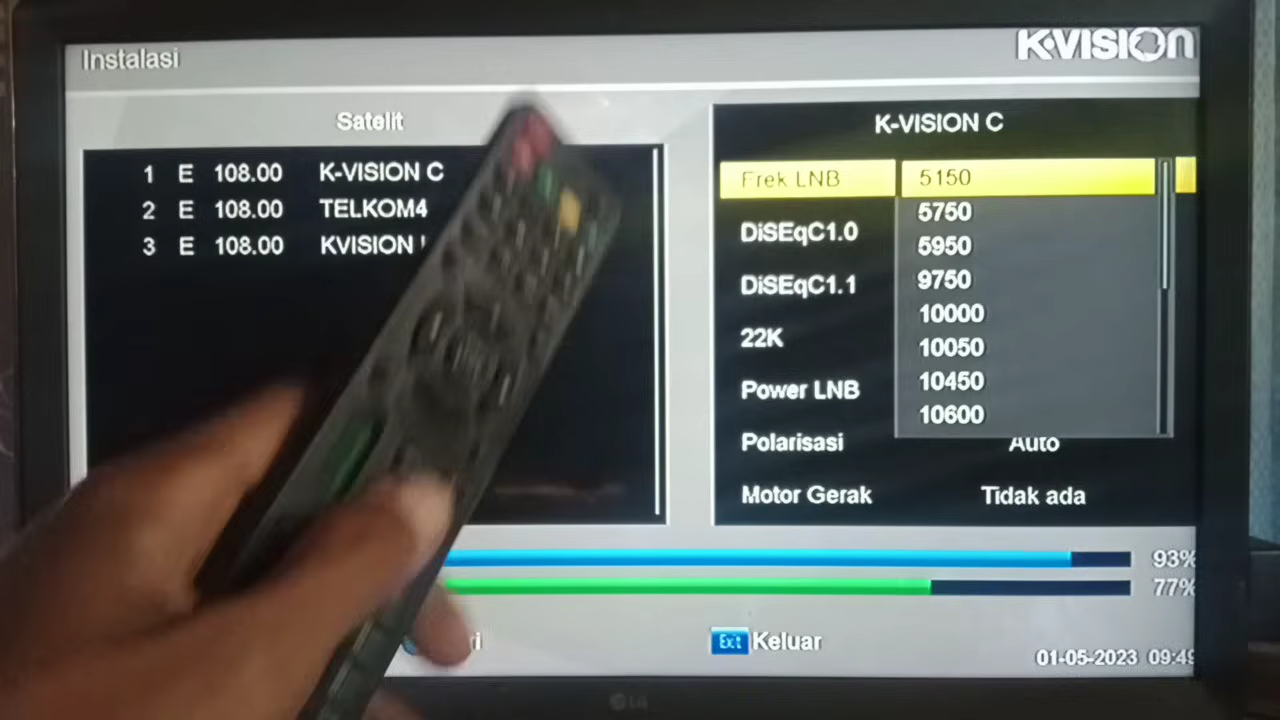 Instalasi
K-VISION
Satelit
1 E 108.00 K-VISION C
2 E 108.00 TELKOM4
3 E 108.00 KVISION
K-VISION C
Frek LNB 5150
5750
5950
9750
10000
10050
10450
10600
DiSEqC1.0
DiSEqC1.1
22K
Power LNB
Polarisasi Auto
Motor Gerak Tidak ada
93%
77%
Exit Keluar
01-05-2023 09:49
LG